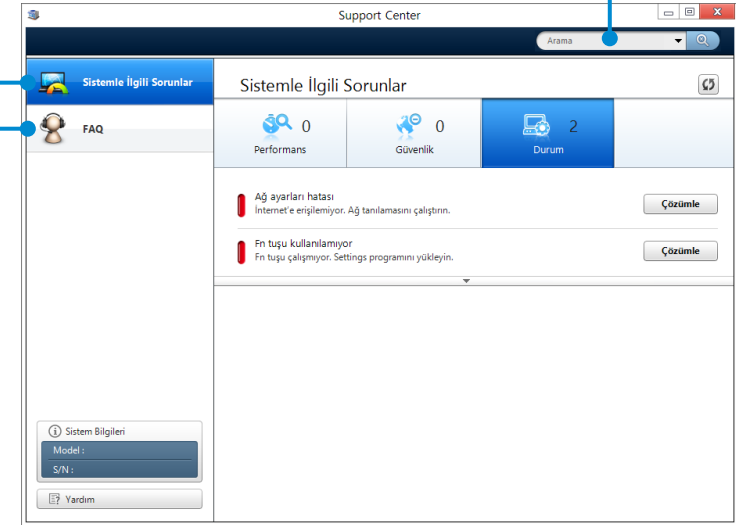 Support Center
Arama
Sistemle İlgili Sorunlar
FAQ
Sistemle İlgili Sorunlar
0
Performans
0
Güvenlik
2
Durum
Ağ ayarları hatası
İnternet'e erişilemiyor. Ağ tanılamasını çalıştırın.
Çözümle
Fn tuşu kullanılamıyor
Fn tuşu çalışmıyor. Settings programını yükleyin.
Çözümle
Sistem Bilgileri
Model :
S/N :
Yardım